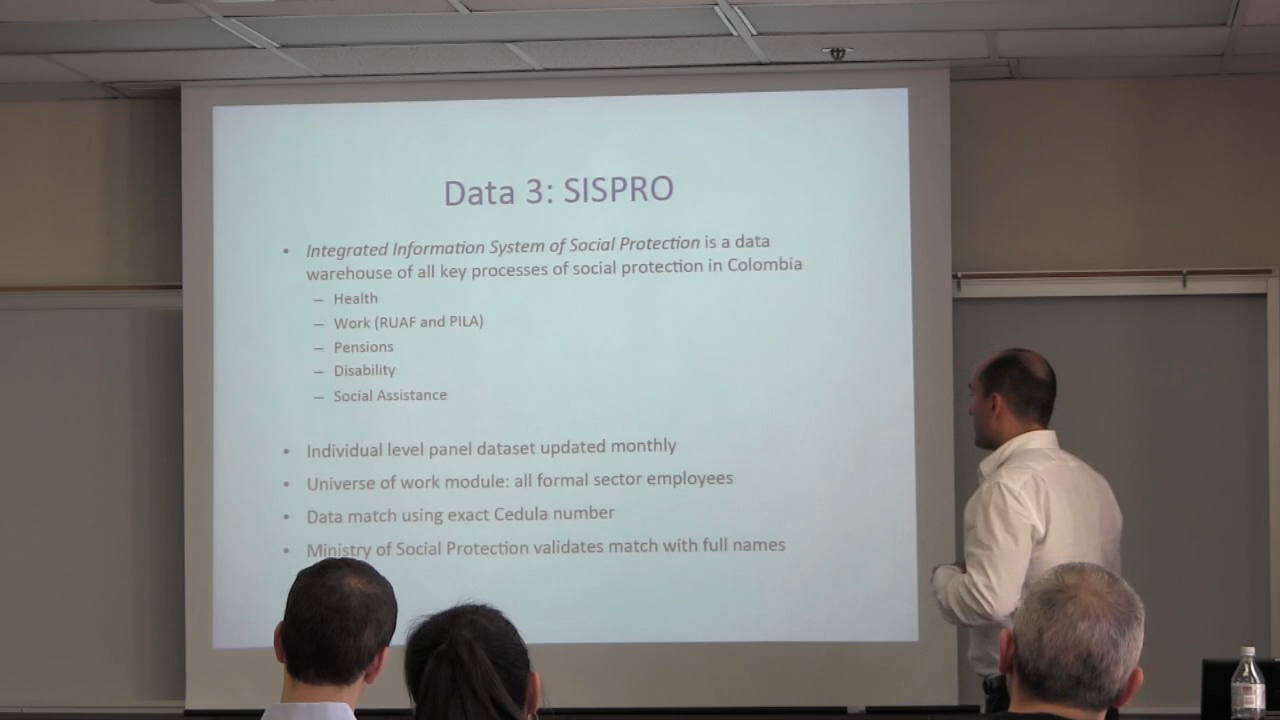 Data 3: SISPRO
• Integrated Information System of Social Protection is a data
warehouse of all key processes of social protection in Colombia
– Health
– Work (RUAF and PILA)
– Pensions
– Disability
– Social Assistance
• Individual level panel dataset updated monthly
• Universe of work module: all formal sector employees
• Data match using exact Cedula number
• Ministry of Social Protection validates match with full names